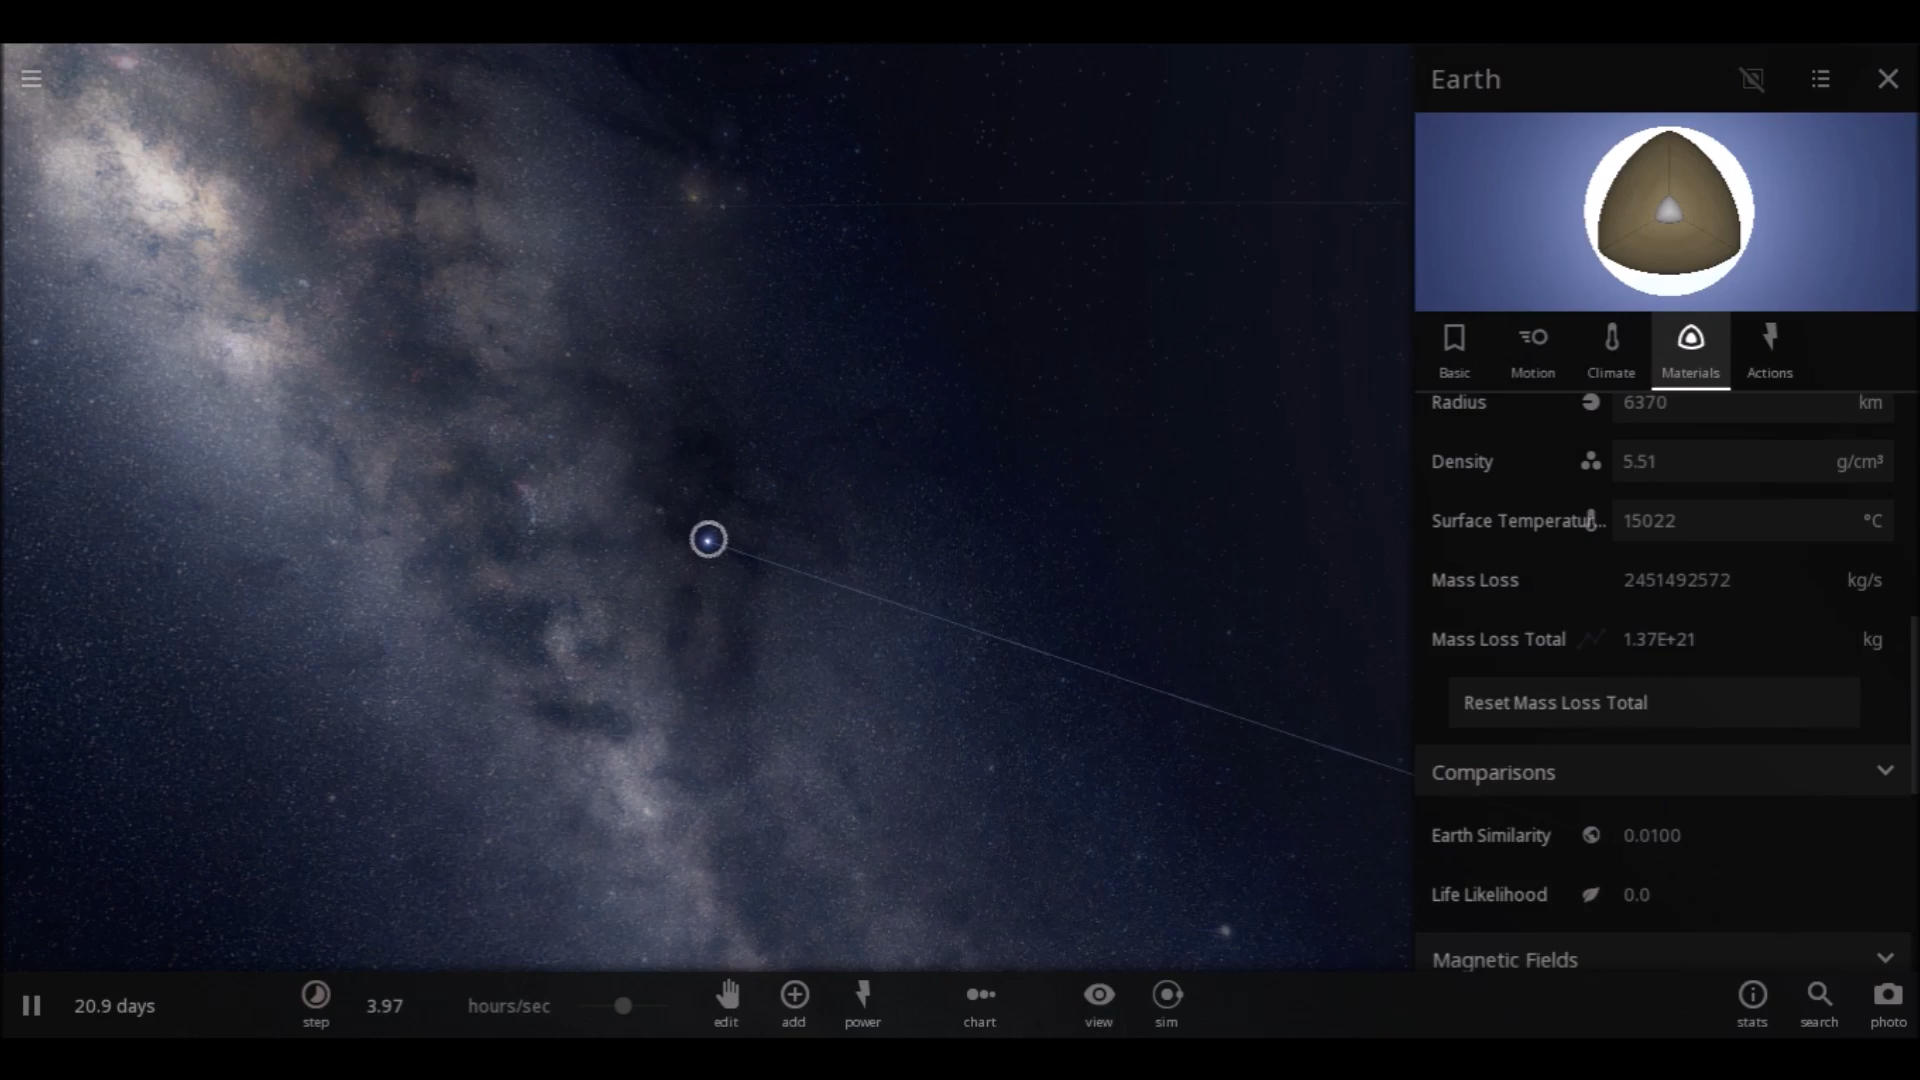 Earth
Basic Motion Climate Materials Actions
Radius 6370 km
Density 5.51 g/cm³
Surface Temperatur... 15022 °C
Mass Loss 2451492572 kg/s
Mass Loss Total 1.37E+21 kg
Reset Mass Loss Total
Comparisons
Earth Similarity 0.0100
Life Likelihood 0.0
Magnetic Fields
20.9 days 3.97 hours/sec
step edit add power chart view sim stats search photo